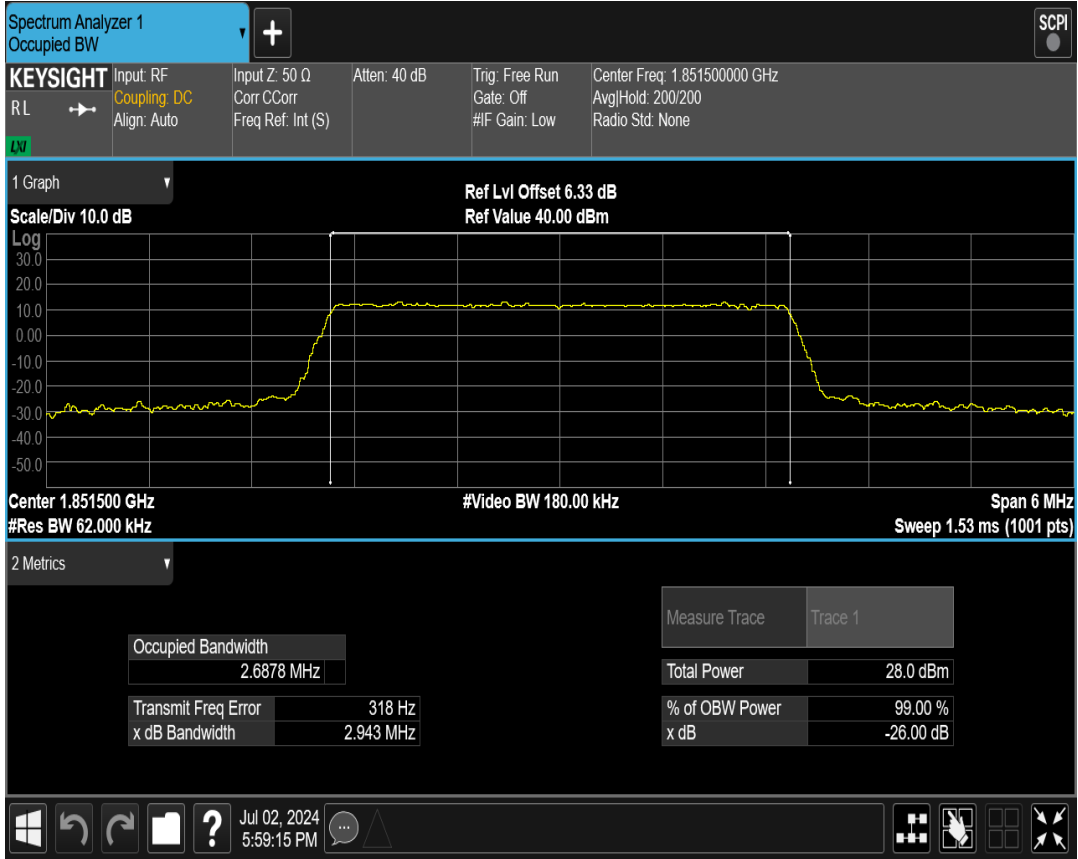 Spectrum Analyzer 1
Occupied BW
+
SCPI
KEYSIGHT
RL
LXI
Input: RF
Coupling: DC
Align: Auto
Input Z: 50 Ω
Corr CCorr
Freq Ref: Int (S)
Atten: 40 dB
Trig: Free Run
Gate: Off
#IF Gain: Low
Center Freq: 1.851500000 GHz
Avg|Hold: 200/200
Radio Std: None
1 Graph
Ref Lvl Offset 6.33 dB
Scale/Div 10.0 dB
Ref Value 40.00 dBm
Log
30.0
20.0
10.0
0.00
-10.0
-20.0
-30.0
-40.0
-50.0
Center 1.851500 GHz
#Video BW 180.00 kHz
Span 6 MHz
#Res BW 62.000 kHz
Sweep 1.53 ms (1001 pts)
2 Metrics
Measure Trace
Trace 1
Occupied Bandwidth
2.6878 MHz
Total Power
28.0 dBm
Transmit Freq Error
318 Hz
% of OBW Power
99.00 %
x dB Bandwidth
2.943 MHz
x dB
-26.00 dB
?
Jul 02, 2024
5:59:15 PM